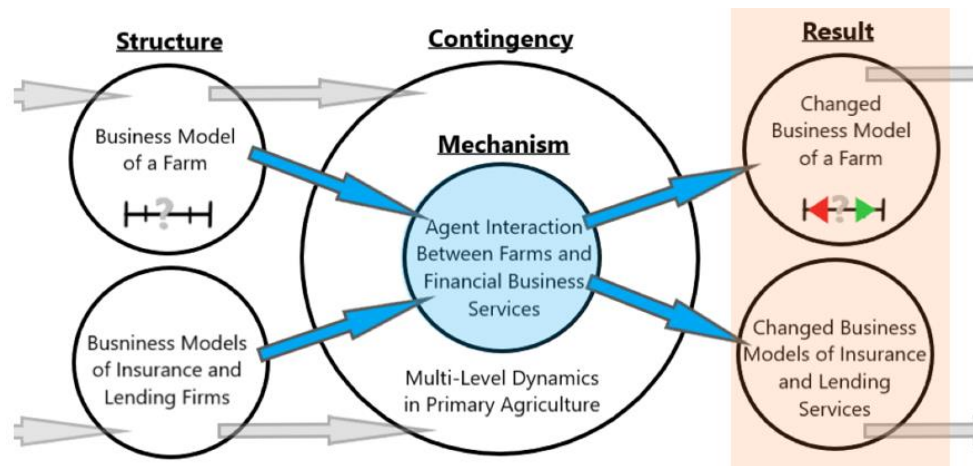 Structure
Business Model
of a Farm
?
Busniness Models
of Insurance and
Lending Firms
Contingency
Mechanism
Agent Interaction
Between Farms and
Financial Business
Services
Multi-Level Dynamics
in Primary Agriculture
Result
Changed
Business Model
of a Farm
?
Changed Business
Models of Insurance
and Lending
Services